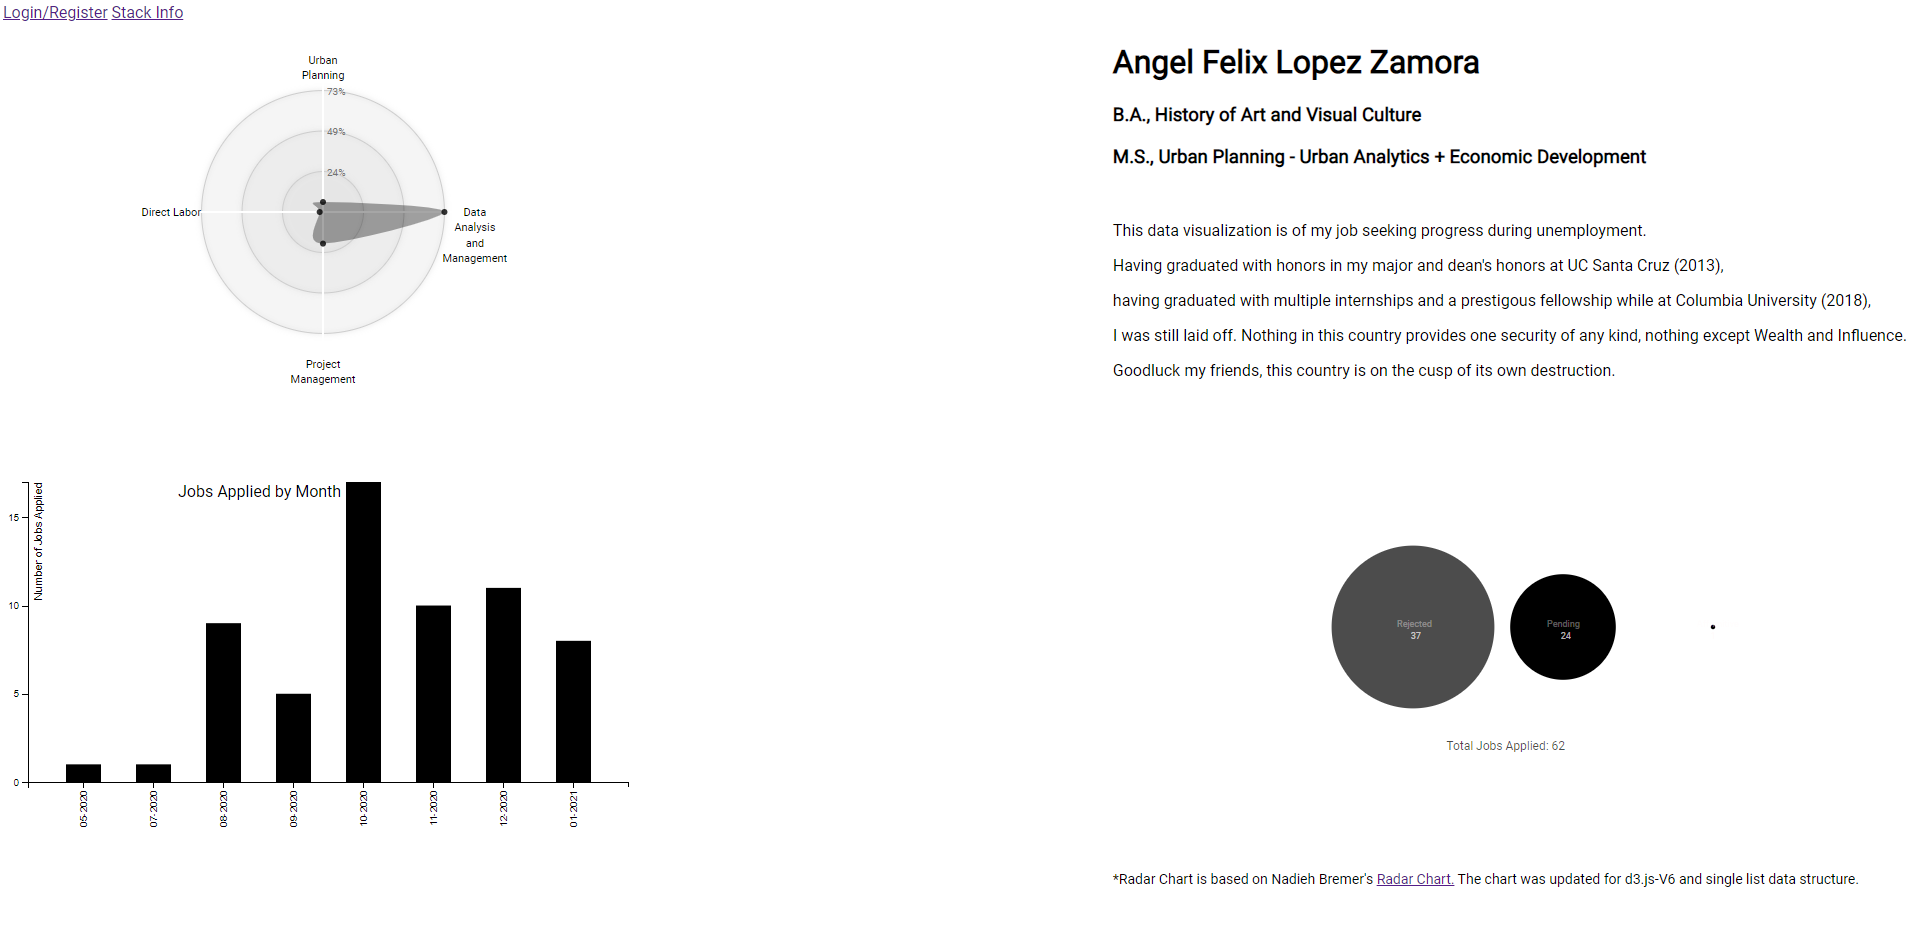 Login/Register Stack Info
Urban
Planning
73%
49%
24%
Direct Labor
Data
Analysis
and
Management
Project
Management
Angel Felix Lopez Zamora
B.A., History of Art and Visual Culture
M.S., Urban Planning - Urban Analytics + Economic Development
This data visualization is of my job seeking progress during unemployment.
Having graduated with honors in my major and dean's honors at UC Santa Cruz (2013),
having graduated with multiple internships and a prestigous fellowship while at Columbia University (2018),
I was still laid off. Nothing in this country provides one security of any kind, nothing except Wealth and Influence.
Goodluck my friends, this country is on the cusp of its own destruction.
Jobs Applied by Month
Number of Jobs Applied
15
10
5
0
05-2020
07-2020
08-2020
09-2020
10-2020
11-2020
12-2020
01-2021
Rejected
37
Pending
24
Total Jobs Applied: 62
*Radar Chart is based on Nadieh Bremer's Radar Chart. The chart was updated for d3.js-V6 and single list data structure.